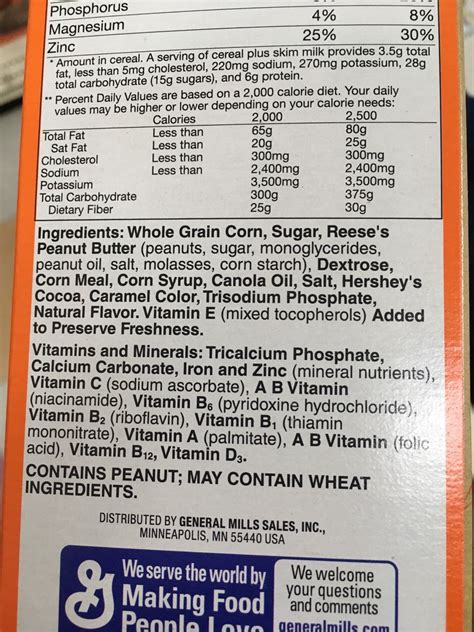 Phosphorus
Magnesium 4% 8%
Zinc 25% 30%
* Amount in cereal. A serving of cereal plus skim milk provides 3.5g total
fat, less than 5mg cholesterol, 220mg sodium, 270mg potassium, 28g
total carbohydrate (15g sugars), and 6g protein.
** Percent Daily Values are based on a 2,000 calorie diet. Your daily
values may be higher or lower depending on your calorie needs:
Calories 2,000 2,500
Total Fat Less than 65g 80g
Sat Fat Less than 20g 25g
Cholesterol Less than 300mg 300mg
Sodium Less than 2,400mg 2,400mg
Potassium 3,500mg 3,500mg
Total Carbohydrate 300g 375g
Dietary Fiber 25g 30g
Ingredients: Whole Grain Corn, Sugar, Reese's
Peanut Butter (peanuts, sugar, monoglycerides,
peanut oil, salt, molasses, corn starch), Dextrose,
Corn Meal, Corn Syrup, Canola Oil, Salt, Hershey's
Cocoa, Caramel Color, Trisodium Phosphate,
Natural Flavor. Vitamin E (mixed tocopherols) Added
to Preserve Freshness.
Vitamins and Minerals: Tricalcium Phosphate,
Calcium Carbonate, Iron and Zinc (mineral nutrients),
Vitamin C (sodium ascorbate), A B Vitamin
(niacinamide), Vitamin B₆ (pyridoxine hydrochloride),
Vitamin B₂ (riboflavin), Vitamin B₁ (thiamin
mononitrate), Vitamin A (palmitate), A B Vitamin (folic
acid), Vitamin B₁₂, Vitamin D₃.
CONTAINS PEANUT; MAY CONTAIN WHEAT
INGREDIENTS.
DISTRIBUTED BY GENERAL MILLS SALES, INC.,
MINNEAPOLIS, MN 55440 USA
We serve the world by
Making Food
People Love
We welcome
your questions
and comments
generalmills.com